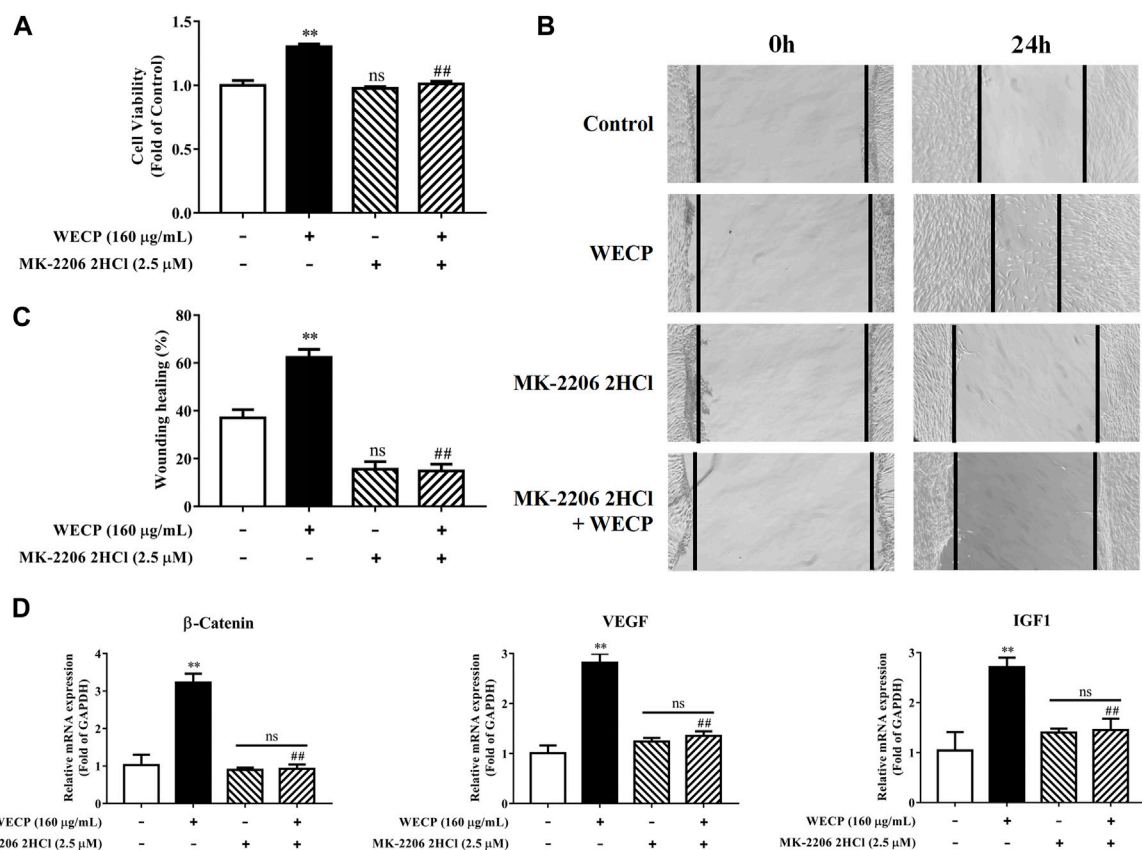 A
1.5
1.0
0.5
0.0
Cell Viability
(Fold of Control)
**
ns
##
WECP (160 μg/mL) - + - +
MK-2206 2HCl (2.5 μM) - - + +
B
0h 24h
Control
WECP
MK-2206 2HCl
MK-2206 2HCl
+ WECP
C
80
60
40
20
0
Wounding healing (%)
**
ns
##
WECP (160 μg/mL) - + - +
MK-2206 2HCl (2.5 μM) - - + +
D
β-Catenin
4
3
2
1
0
Relative mRNA expression
(Fold of GAPDH)
**
ns
##
WECP (160 μg/mL) - + - +
06 2HCl (2.5 μM) - - + +
VEGF
3
2
1
0
Relative mRNA expression
(Fold of GAPDH)
**
ns
##
WECP (160 μg/mL) - + - +
MK-2206 2HCl (2.5 μM) - - + +
IGF1
3
2
1
0
Relative mRNA expression
(Fold of GAPDH)
**
ns
##
WECP (160 μg/mL) - + - +
MK-2206 2HCl (2.5 μM) - - + +